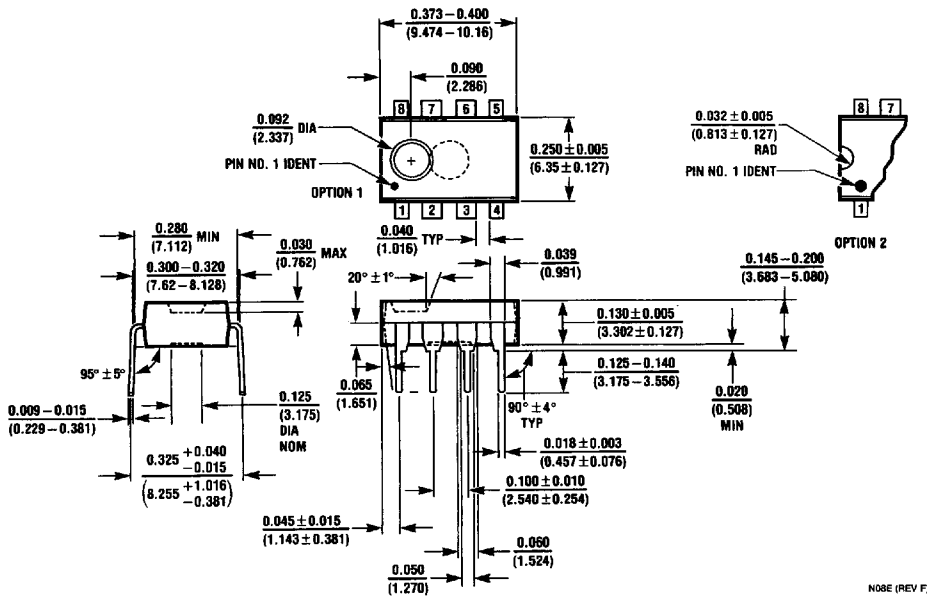 0.373–0.400
(9.474–10.16)
0.090
(2.286)
8 7 6 5
0.092 DIA
(2.337)
PIN NO. 1 IDENT
OPTION 1
+
0.250 ± 0.005
(6.35 ± 0.127)
1 2 3 4
0.032 ± 0.005
(0.813 ± 0.127)
RAD
PIN NO. 1 IDENT
8 7
1
OPTION 2
0.280 MIN
(7.112)
0.300–0.320
(7.62–8.128)
0.030 MAX
(0.762)
0.040 TYP
(1.016)
0.039
(0.991)
20° ± 1°
0.145–0.200
(3.683–5.080)
0.130 ± 0.005
(3.302 ± 0.127)
0.125–0.140
(3.175–3.556)
0.020
(0.508)
MIN
95° ± 5°
0.009–0.015
(0.229–0.381)
0.125
(3.175)
DIA
NOM
0.065
(1.651)
90° ± 4°
TYP
0.018 ± 0.003
(0.457 ± 0.076)
0.325 +0.040
−0.015
(8.255 +1.016
−0.381)
0.100 ± 0.010
(2.540 ± 0.254)
0.045 ± 0.015
(1.143 ± 0.381)
0.060
(1.524)
0.050
(1.270)
N08E (REV F)